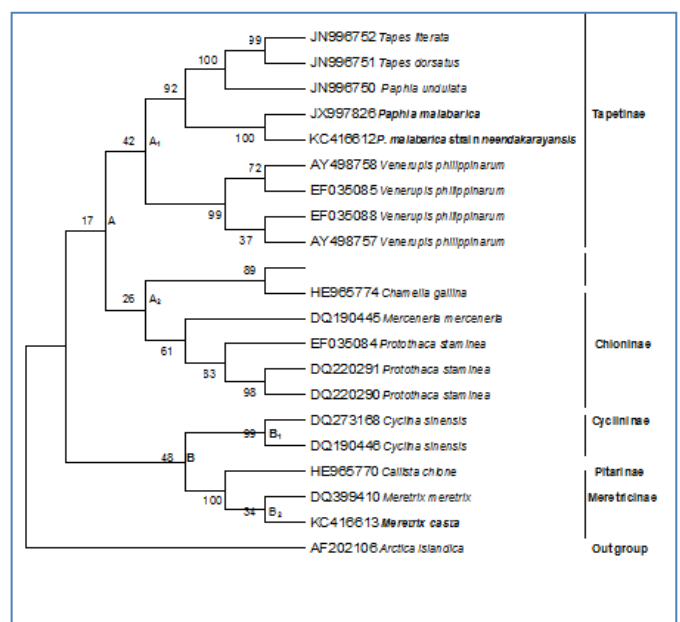 99
JN996752 Tapes literata
JN996751 Tapes dorsatus
100
JN996750 Paphia undulata
92
JX997826 Paphia malabarica
Tapetinae
100
KC416612 P. malabarica strain neendakarayansis
42
A₁
72
AY498758 Venerupis philippinarum
EF035085 Venerupis philippinarum
99
EF035088 Venerupis philippinarum
37
AY498757 Venerupis philippinarum
17
A
89
26
A₂
HE965774 Chamelia gallina
DQ190445 Merceneria merceneria
61
EF035084 Protothaca staminea
Chioninae
83
DQ220291 Protothaca staminea
98
DQ220290 Protothaca staminea
DQ273168 Cyclina sinensis
Cyclininae
99
B₁
DQ190446 Cyclina sinensis
48
B
HE965770 Callista chione
Pitarinae
100
DQ399410 Meretrix meretrix
Meretricinae
34
B₂
KC416613 Meretrix casta
AF202106 Arctica islandica
Outgroup